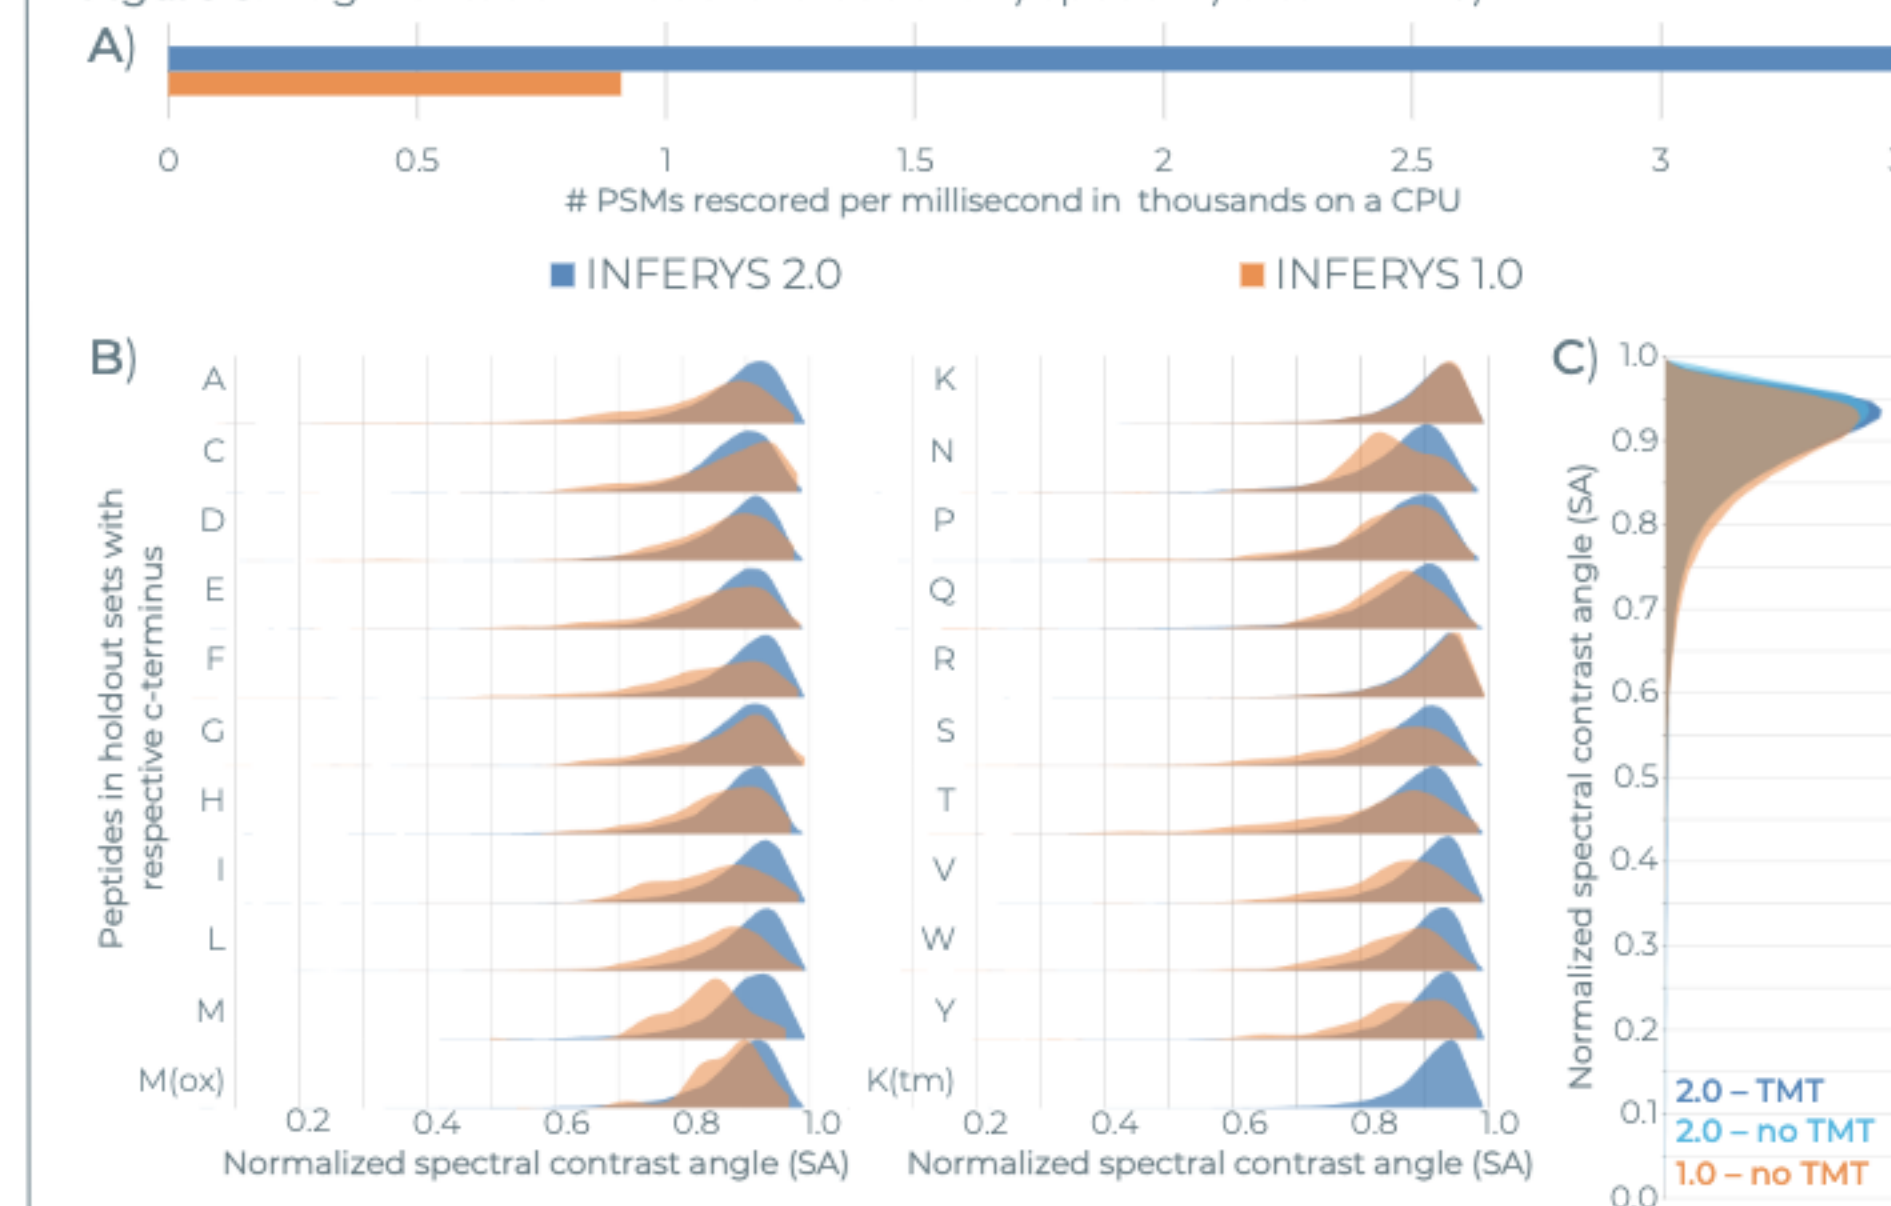 A)
0 0.5 1 1.5 2 2.5 3
# PSMs rescored per millisecond in thousands on a CPU
INFERYS 2.0 INFERYS 1.0
B)
Peptides in holdout sets with
respective c-terminus
A
C
D
E
F
G
H
I
L
M
M(ox)
0.2 0.4 0.6 0.8 1.0
Normalized spectral contrast angle (SA)
K
N
P
Q
R
S
T
V
W
Y
K(tm)
0.2 0.4 0.6 0.8 1.0
Normalized spectral contrast angle (SA)
C)
Normalized spectral contrast angle (SA)
1.0
0.9
0.8
0.7
0.6
0.5
0.4
0.3
0.2
0.1
0.0
2.0 – TMT
2.0 – no TMT
1.0 – no TMT